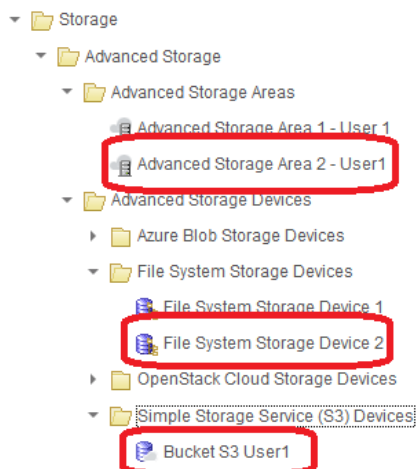 Storage
Advanced Storage
Advanced Storage Areas
Advanced Storage Area 1 - User 1
Advanced Storage Area 2 - User1
Advanced Storage Devices
Azure Blob Storage Devices
File System Storage Devices
File System Storage Device 1
File System Storage Device 2
OpenStack Cloud Storage Devices
Simple Storage Service (S3) Devices
Bucket S3 User1